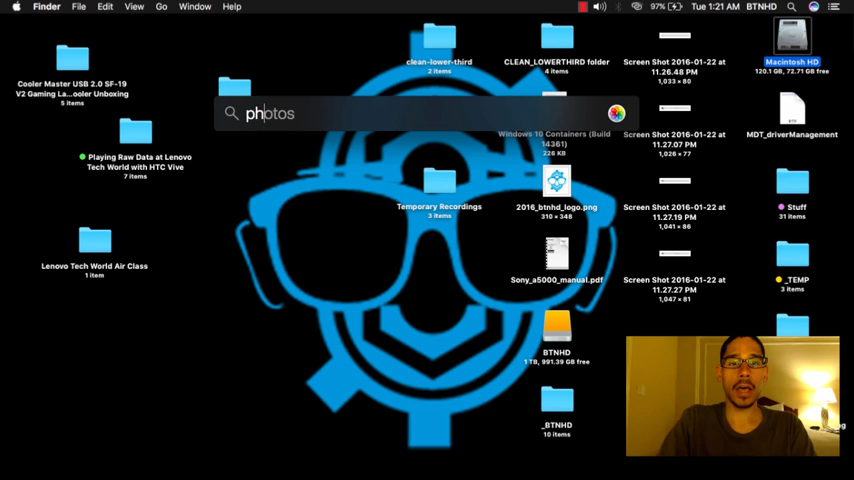 Finder File Edit View Go Window Help
97% Tue 1:21 AM BTNHD
Cooler Master USB 2.0 SF-19
V2 Gaming La...ooler Unboxing
5 items
Playing Raw Data at Lenovo
Tech World with HTC Vive
7 items
Lenovo Tech World Air Class
1 item
photos
clean-lower-third
2 items
Temporary Recordings
3 items
CLEAN_LOWERTHIRD folder
4 items
Windows 10 Containers (Build
14361)
226 KB
2016_btnhd_logo.png
310 × 348
Sony_a5000_manual.pdf
BTNHD
1 TB, 991.39 GB free
_BTNHD
10 items
Screen Shot 2016-01-22 at
11.26.48 PM
1,033 × 80
Screen Shot 2016-01-22 at
11.27.07 PM
1,026 × 77
Screen Shot 2016-01-22 at
11.27.19 PM
1,041 × 86
Screen Shot 2016-01-22 at
11.27.27 PM
1,047 × 81
Macintosh HD
120.1 GB, 72.71 GB free
MDT_driverManagement
Stuff
31 items
_TEMP
3 items